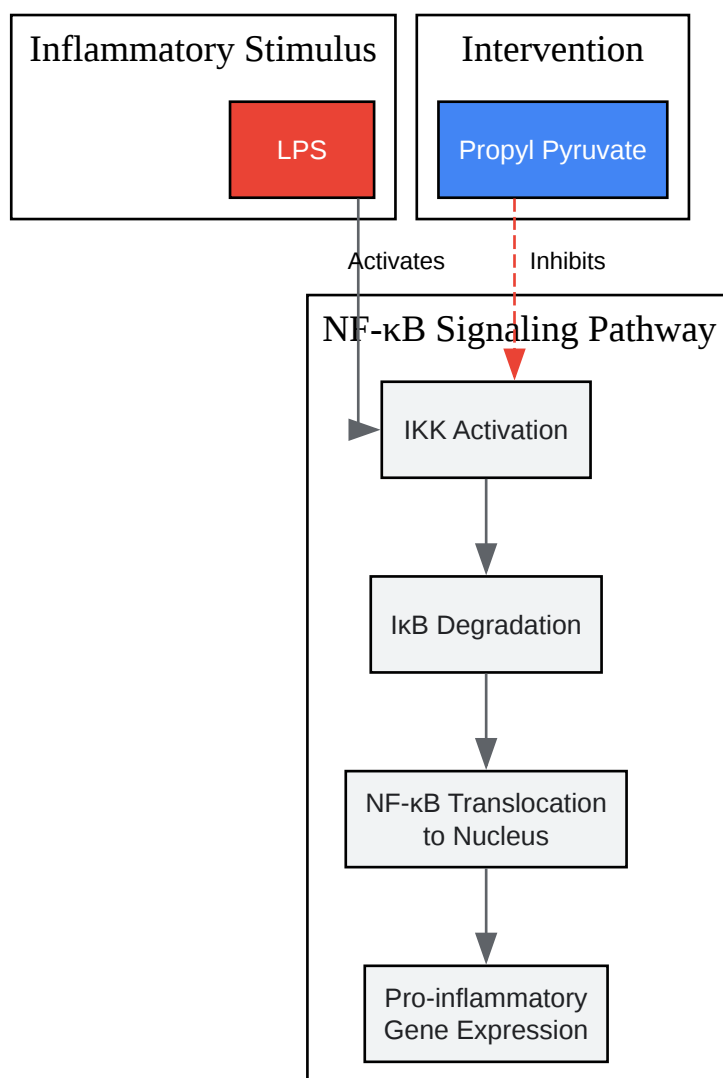 Inflammatory Stimulus
Intervention
LPS
Propyl Pyruvate
Activates
Inhibits
NF-κB Signaling Pathway
IKK Activation
IκB Degradation
NF-κB Translocation
to Nucleus
Pro-inflammatory
Gene Expression